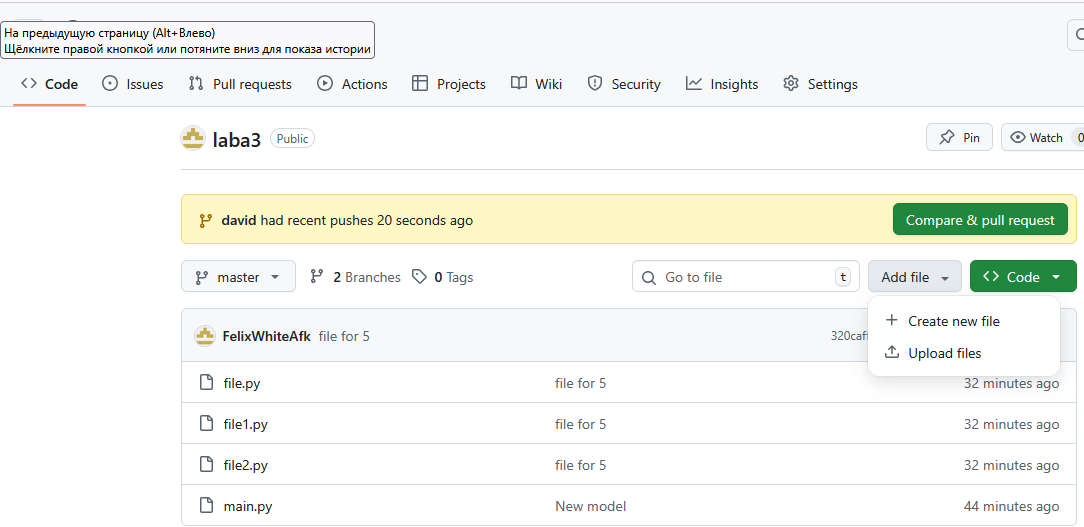 На предыдущую страницу (Alt+Влево)
Щёлкните правой кнопкой или потяните вниз для показа истории
Code Issues Pull requests Actions Projects Wiki Security Insights Settings
laba3 Public Pin Watch 0
david had recent pushes 20 seconds ago Compare & pull request
master 2 Branches 0 Tags Go to file t Add file Code
Create new file
Upload files
FelixWhiteAfk file for 5 320caff
file.py file for 5 32 minutes ago
file1.py file for 5 32 minutes ago
file2.py file for 5 32 minutes ago
main.py New model 44 minutes ago